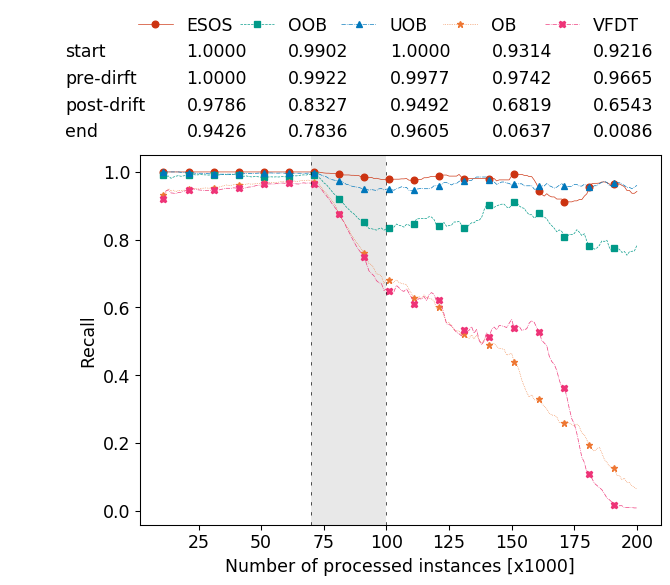 ESOS OOB UOB OB VFDT
start 1.0000 0.9902 1.0000 0.9314 0.9216
pre-dirft 1.0000 0.9922 0.9977 0.9742 0.9665
post-drift 0.9786 0.8327 0.9492 0.6819 0.6543
end 0.9426 0.7836 0.9605 0.0637 0.0086
1.0
0.8
0.6
0.4
0.2
0.0
Recall
25 50 75 100 125 150 175 200
Number of processed instances [x1000]